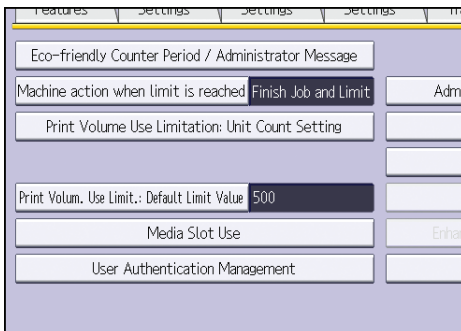 Features Settings Settings Settings
Eco-friendly Counter Period / Administrator Message
Machine action when limit is reached Finish Job and Limit Adm
Print Volume Use Limitation: Unit Count Setting
Print Volum. Use Limit.: Default Limit Value 500
Media Slot Use Enha
User Authentication Management